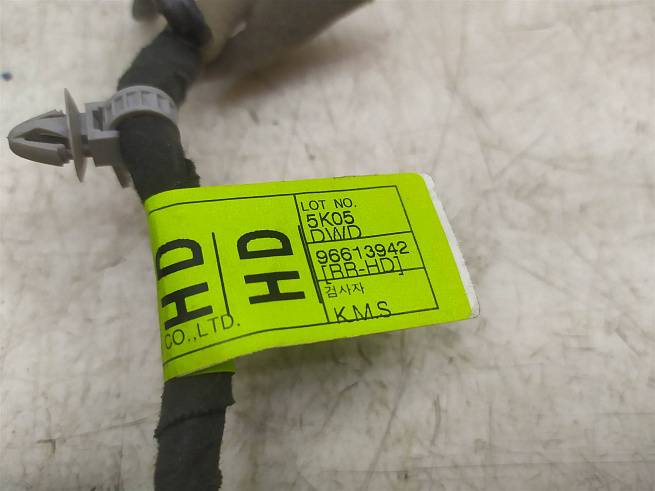 HD
HD
CO.,LTD.
LOT NO.
5K05
DWD
96613942
[RR-HD]
검사자
K.M.S